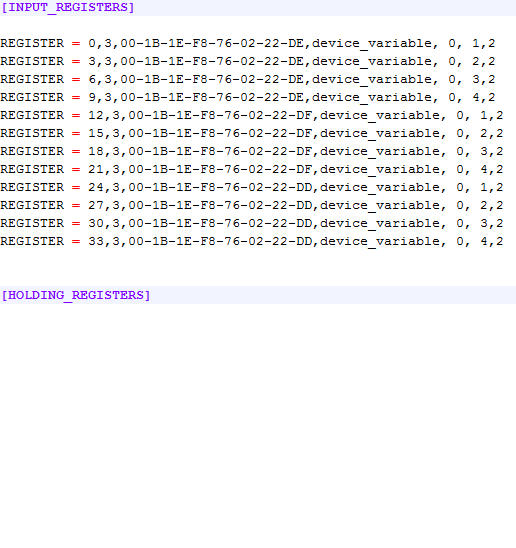 [INPUT_REGISTERS]
REGISTER = 0,3,00-1B-1E-F8-76-02-22-DE,device_variable, 0, 1,2
REGISTER = 3,3,00-1B-1E-F8-76-02-22-DE,device_variable, 0, 2,2
REGISTER = 6,3,00-1B-1E-F8-76-02-22-DE,device_variable, 0, 3,2
REGISTER = 9,3,00-1B-1E-F8-76-02-22-DE,device_variable, 0, 4,2
REGISTER = 12,3,00-1B-1E-F8-76-02-22-DF,device_variable, 0, 1,2
REGISTER = 15,3,00-1B-1E-F8-76-02-22-DF,device_variable, 0, 2,2
REGISTER = 18,3,00-1B-1E-F8-76-02-22-DF,device_variable, 0, 3,2
REGISTER = 21,3,00-1B-1E-F8-76-02-22-DF,device_variable, 0, 4,2
REGISTER = 24,3,00-1B-1E-F8-76-02-22-DD,device_variable, 0, 1,2
REGISTER = 27,3,00-1B-1E-F8-76-02-22-DD,device_variable, 0, 2,2
REGISTER = 30,3,00-1B-1E-F8-76-02-22-DD,device_variable, 0, 3,2
REGISTER = 33,3,00-1B-1E-F8-76-02-22-DD,device_variable, 0, 4,2
[HOLDING_REGISTERS]